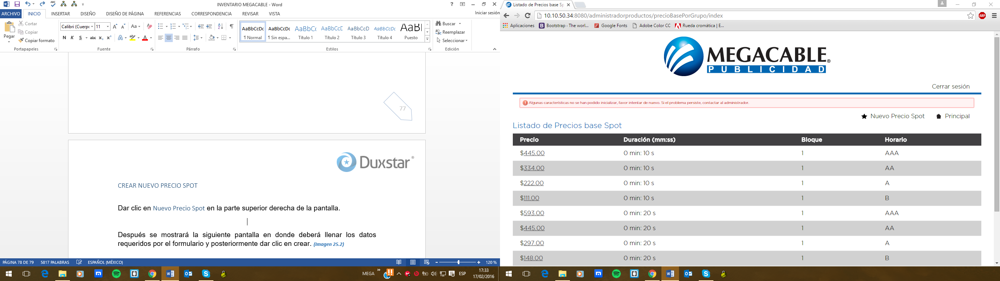 INVENTARIO MEGACABLE - Word
ARCHIVO INICIO INSERTAR DISEÑO DISEÑO DE PÁGINA REFERENCIAS CORRESPONDENCIA REVISAR VISTA Iniciar sesión
Pegar
Cortar
Copiar
Copiar formato
Portapapeles
Calibri (Cuerpo 11
N K S abc x₂ x²
Fuente
Párrafo
AaBbCcDc AaBbCcDc AaBbC( AaBbCcE AaBbCcD AaBbCcDc AaBl
¶ Normal ¶ Sin espa... Título 1 Título 2 Título 3 Título 4 Puesto
Estilos
Buscar
Reemplazar
Seleccionar
Edición
77
Duxstar®
CREAR NUEVO PRECIO SPOT
Dar clic en Nuevo Precio Spot en la parte superior derecha de la pantalla.
Después se mostrará la siguiente pantalla en donde deberá llenar los datos
requeridos por el formulario y posteriormente dar clic en crear. (Imagen 25.2)
PÁGINA 78 DE 79 5817 PALABRAS ESPAÑOL (MÉXICO) 120 %
MEGA ESP 17:33
17/02/2016
Listado de Precios base Sp
10.10.50.34:8080/administradorproductos/precioBasePorGrupo/index
ABP
Aplicaciones Bootstrap · The worl... Google Fonts Adobe Color CC Rueda cromática | E...
MEGACABLE®
PUBLICIDAD
Cerrar sesión
Algunas características no se han podido inicializar, favor intentar de nuevo. Si el problema persiste, contactar al administrador.
Nuevo Precio Spot Principal
Listado de Precios base Spot
Precio Duración (mm:ss) Bloque Horario
$445.00 0 min: 10 s 1 AAA
$334.00 0 min: 10 s 1 AA
$222.00 0 min: 10 s 1 A
$111.00 0 min: 10 s 1 B
$593.00 0 min: 20 s 1 AAA
$445.00 0 min: 20 s 1 AA
$297.00 0 min: 20 s 1 A
$148.00 0 min: 20 s 1 B